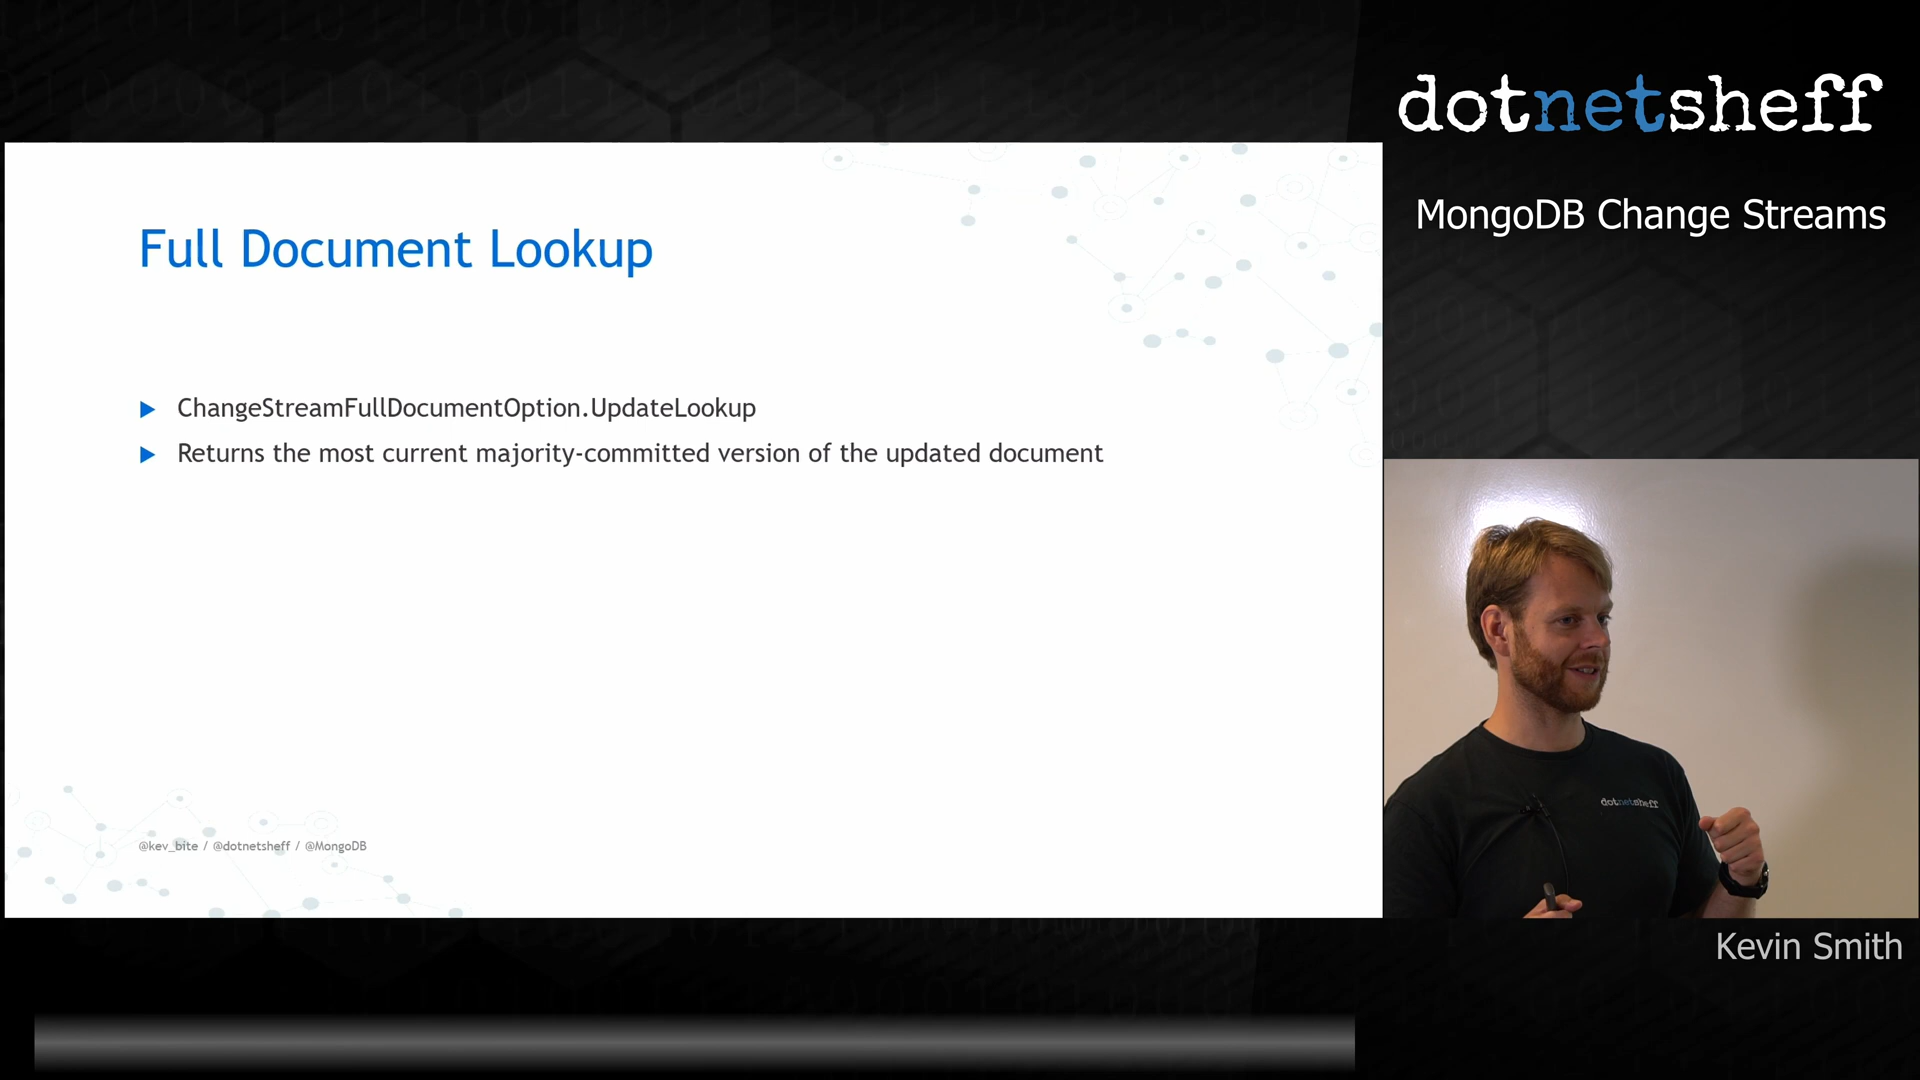 dotnetsheff
MongoDB Change Streams
Full Document Lookup
ChangeStreamFullDocumentOption.UpdateLookup
Returns the most current majority-committed version of the updated document
@kev_bite / @dotnetsheff / @MongoDB
dotnetsheff
Kevin Smith